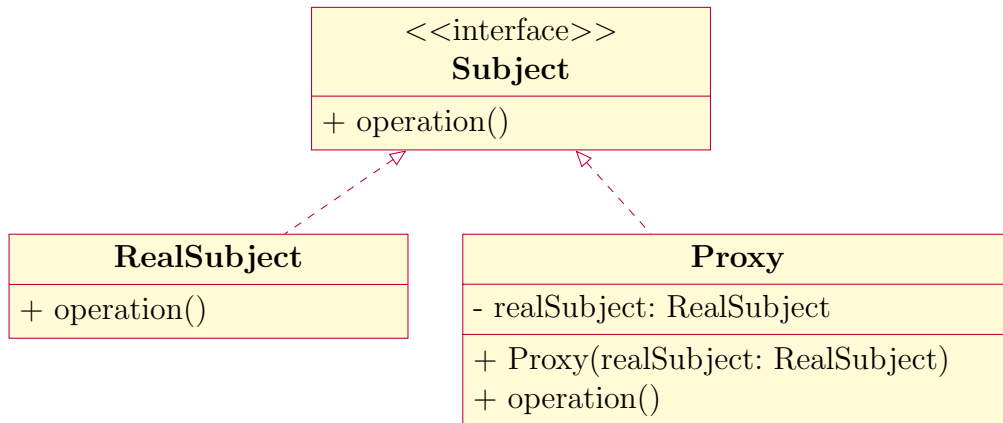 <<interface>>
Subject
+ operation()
RealSubject
+ operation()
Proxy
- realSubject: RealSubject
+ Proxy(realSubject: RealSubject)
+ operation()